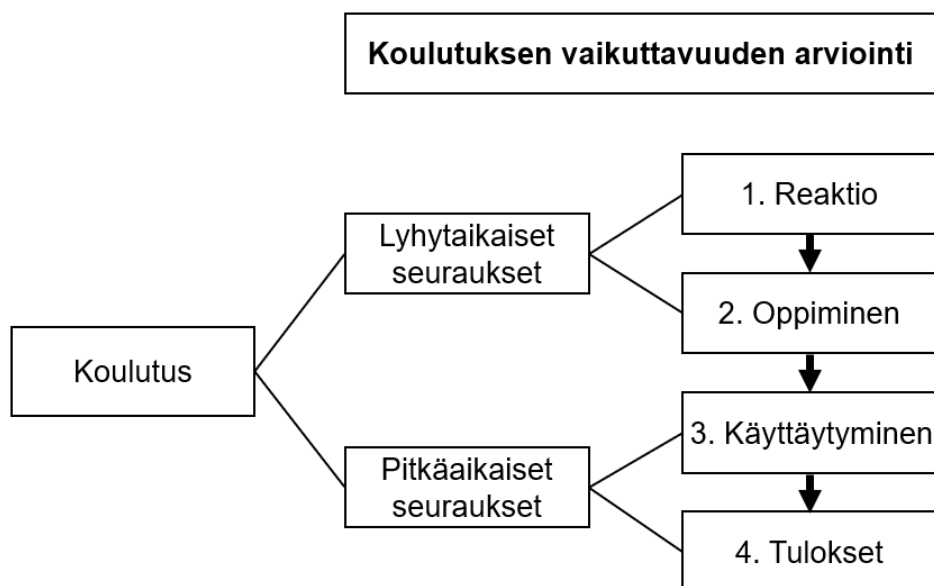 Koulutuksen vaikuttavuuden arviointi
1. Reaktio
Lyhytaikaiset
seuraukset
2. Oppiminen
Koulutus
3. Käyttäytyminen
Pitkäaikaiset
seuraukset
4. Tulokset